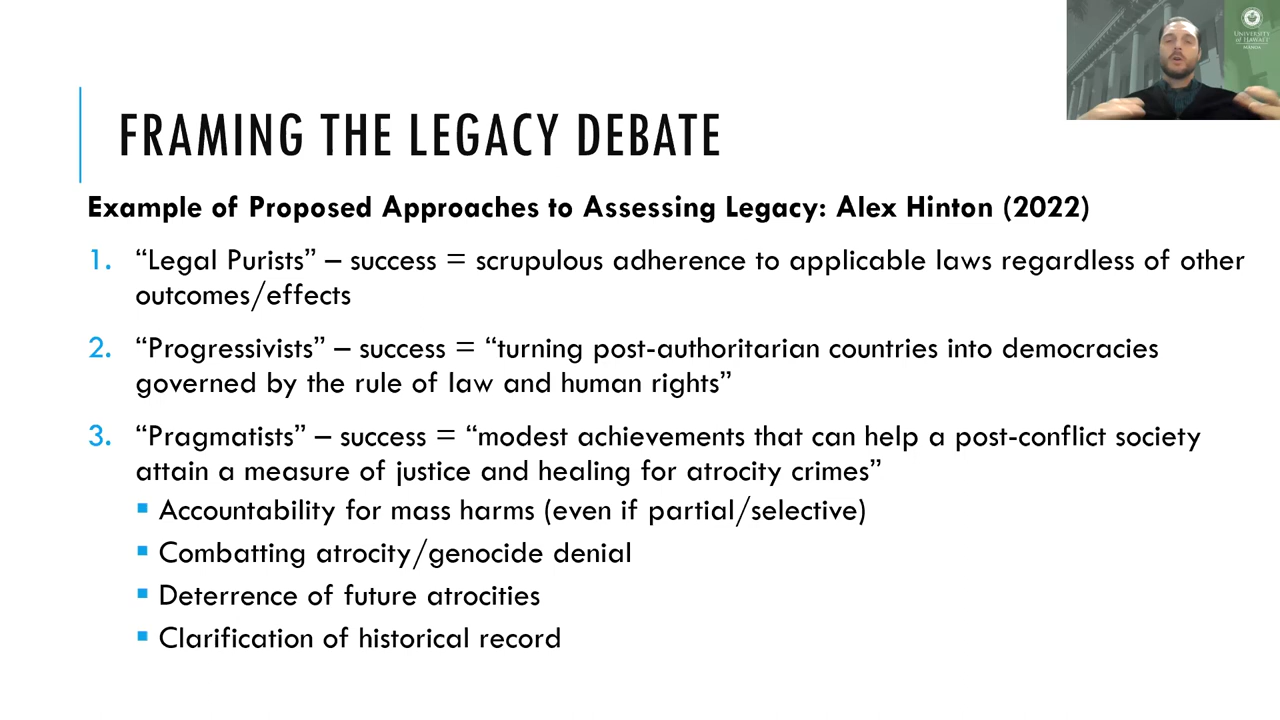 UNIVERSITY
of HAWAIʻI
MĀNOA
FRAMING THE LEGACY DEBATE
Example of Proposed Approaches to Assessing Legacy: Alex Hinton (2022)
1. “Legal Purists” – success = scrupulous adherence to applicable laws regardless of other
outcomes/effects
2. “Progressivists” – success = “turning post-authoritarian countries into democracies
governed by the rule of law and human rights”
3. “Pragmatists” – success = “modest achievements that can help a post-conflict society
attain a measure of justice and healing for atrocity crimes”
▪ Accountability for mass harms (even if partial/selective)
▪ Combatting atrocity/genocide denial
▪ Deterrence of future atrocities
▪ Clarification of historical record